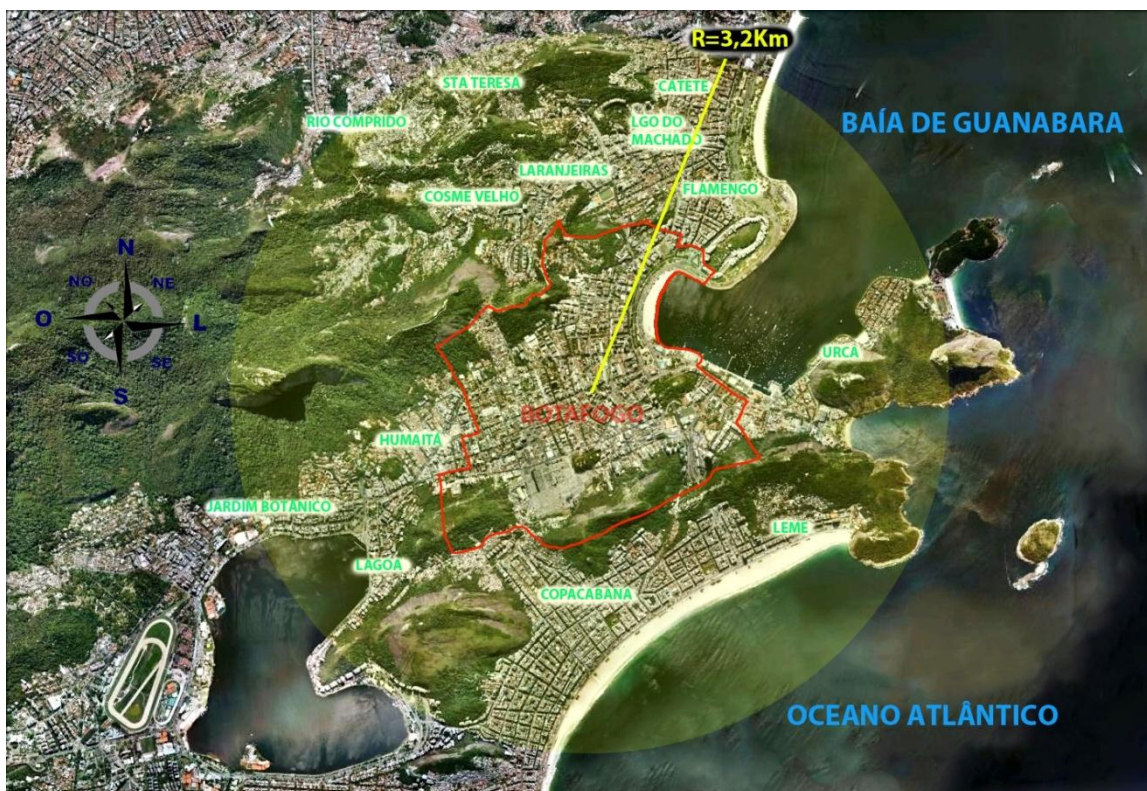 R=3,2Km
STA TERESA
CATETE
RIO COMPRIDO
LGO DO
MACHADO
BAÍA DE GUANABARA
LARANJEIRAS
COSME VELHO
FLAMENGO
N
NO
NE
O
L
SO
SE
S
URCA
BOTAFOGO
HUMAITÁ
JARDIM BOTÂNICO
LEME
LAGOA
COPACABANA
OCEANO ATLÂNTICO